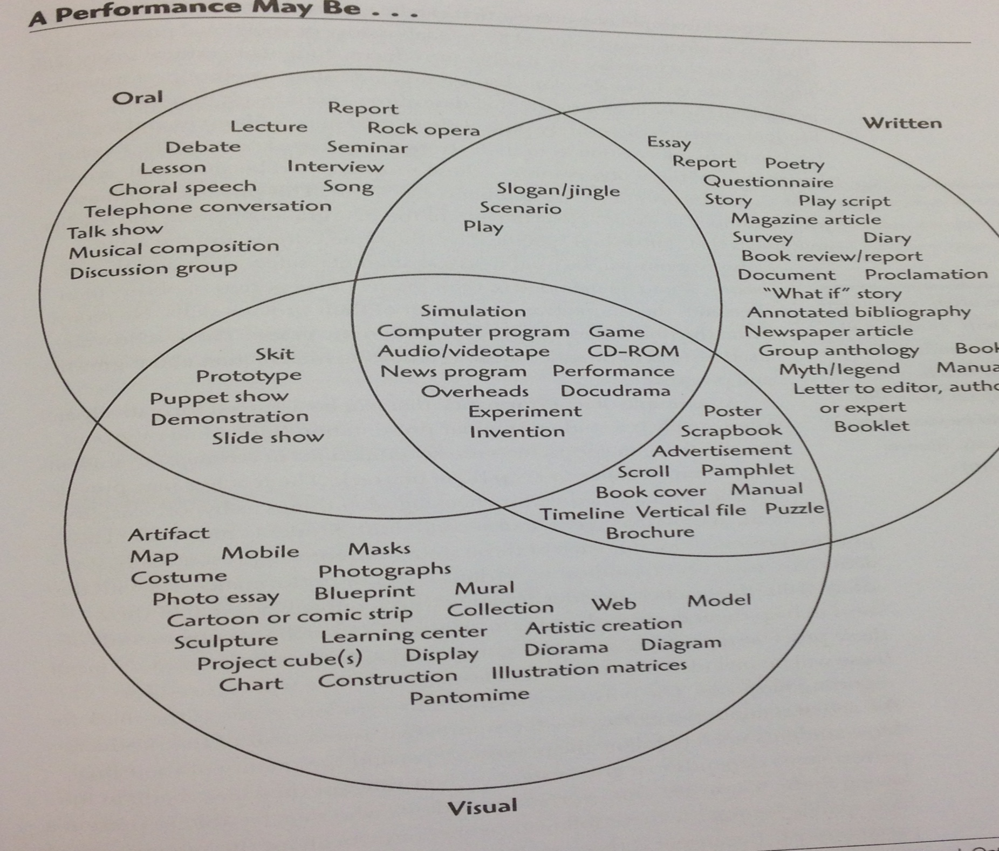 A Performance May Be . . .
Oral
Report
Lecture Rock opera
Debate Seminar
Lesson Interview
Choral speech Song
Telephone conversation
Talk show
Musical composition
Discussion group
Slogan/jingle
Scenario
Play
Written
Essay
Report Poetry
Questionnaire
Story Play script
Magazine article
Survey Diary
Book review/report
Document Proclamation
“What if” story
Annotated bibliography
Newspaper article
Group anthology
Myth/legend
Letter to editor,
or expert
Booklet
Simulation
Computer program Game
Audio/videotape CD-ROM
News program Performance
Overheads Docudrama
Experiment
Invention
Skit
Prototype
Puppet show
Demonstration
Slide show
Poster
Scrapbook
Advertisement
Scroll Pamphlet
Book cover Manual
Timeline Vertical file Puzzle
Brochure
Artifact
Map Mobile Masks
Costume Photographs
Photo essay Blueprint Mural
Cartoon or comic strip Collection Web Model
Sculpture Learning center Artistic creation
Project cube(s) Display Diorama Diagram
Chart Construction Illustration matrices
Pantomime
Visual